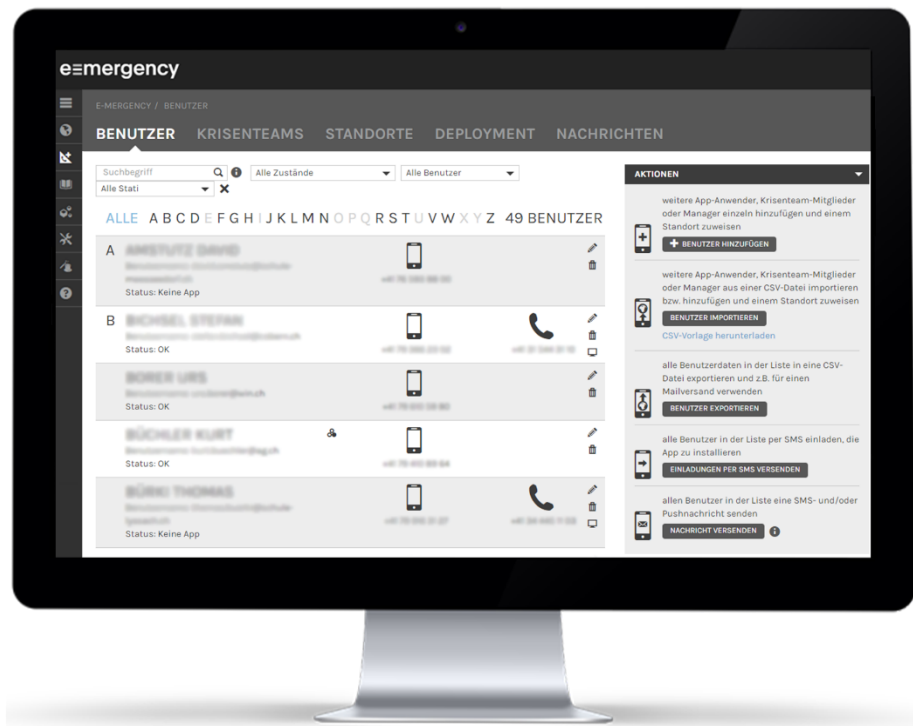 e-mergency
E-MERGENCY / BENUTZER
BENUTZER KRISENTEAMS STANDORTE DEPLOYMENT NACHRICHTEN
Suchbegriff Alle Zustände Alle Benutzer
Alle Stati
ALLE A B C D E F G H I J K L M N O P Q R S T U V W X Y Z 49 BENUTZER
A
Status: Keine App
B
Status: OK
Status: OK
Status: OK
Status: Keine App
AKTIONEN
weitere App-Anwender, Krisenteam-Mitglieder
oder Manager einzeln hinzufügen und einem
Standort zuweisen
BENUTZER HINZUFÜGEN
weitere App-Anwender, Krisenteam-Mitglieder
oder Manager aus einer CSV-Datei importieren
bzw. hinzufügen und einem Standort zuweisen
BENUTZER IMPORTIEREN
CSV-Vorlage herunterladen
alle Benutzerdaten in der Liste in eine CSV-
Datei exportieren und z.B. für einen
Mailversand verwenden
BENUTZER EXPORTIEREN
alle Benutzer in der Liste per SMS einladen, die
App zu installieren
EINLADUNGEN PER SMS VERSENDEN
allen Benutzer in der Liste eine SMS- und/oder
Pushnachricht senden
NACHRICHT VERSENDEN